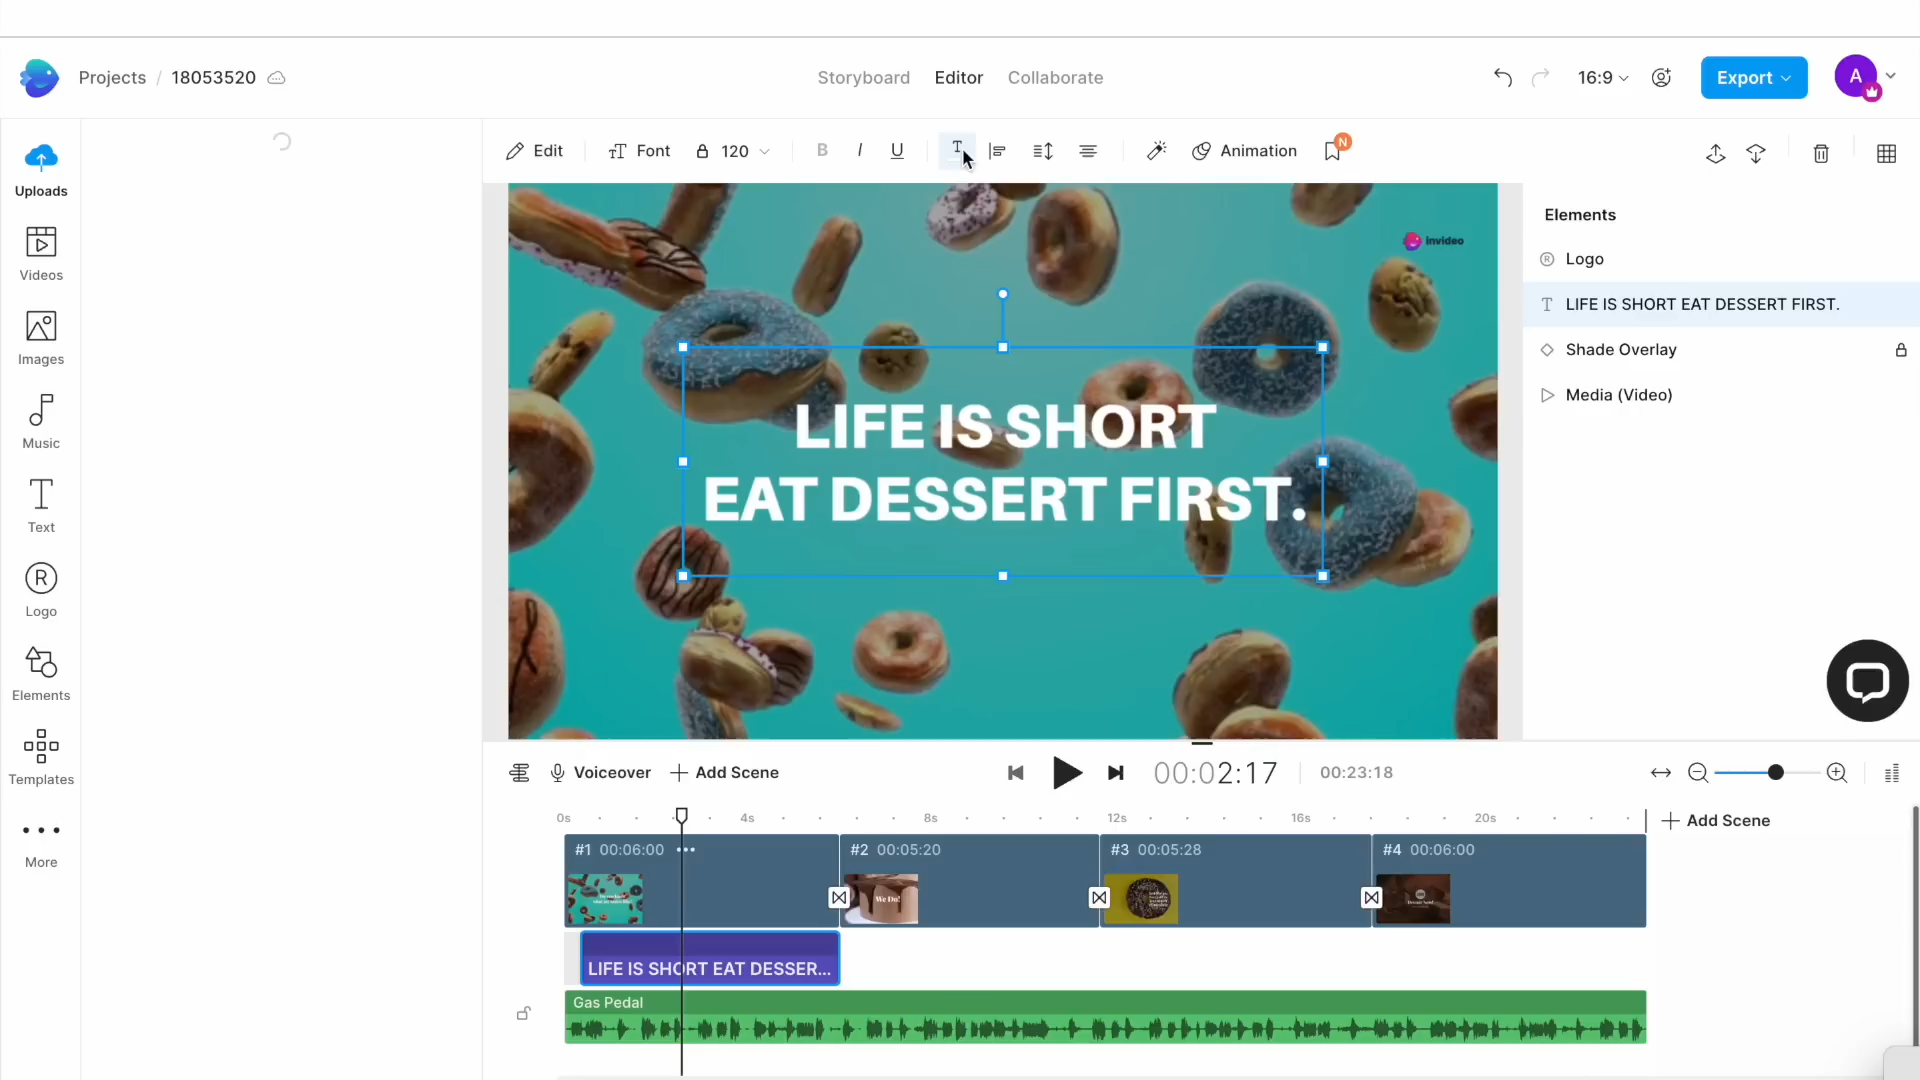 Projects / 18053520
Storyboard Editor Collaborate
16:9 Export A
Edit Font 120 B I U T Animation N
Uploads
Videos
Images
Music
Text
R
Logo
Elements
Templates
More
invideo
LIFE IS SHORT
EAT DESSERT FIRST.
Elements
Logo
LIFE IS SHORT EAT DESSERT FIRST.
Shade Overlay
Media (Video)
Voiceover + Add Scene 00:02:17 00:23:18
0s 4s 8s 12s 16s 20s
+ Add Scene
#1 00:06:00 #2 00:05:20 #3 00:05:28 #4 00:06:00
We Do!
LIFE IS SHORT EAT DESSER...
Gas Pedal